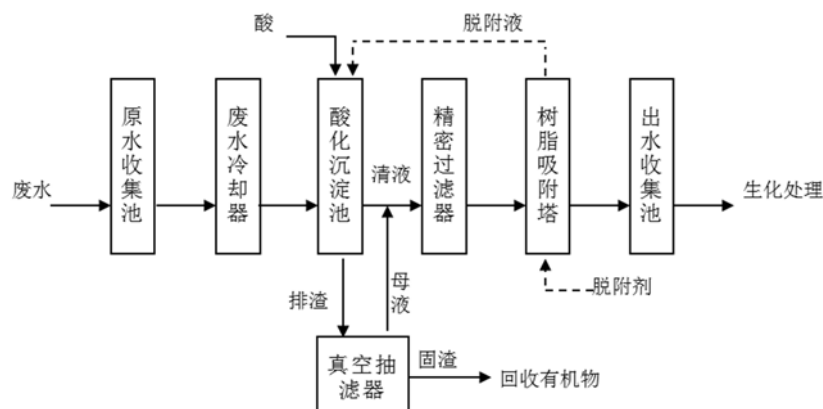 酸
脱附液
原水收集池
废水冷却器
酸化沉淀池
精密过滤器
树脂吸附塔
出水收集池
废水
清液
生化处理
排渣
母液
脱附剂
真空抽
滤器
固渣
回收有机物